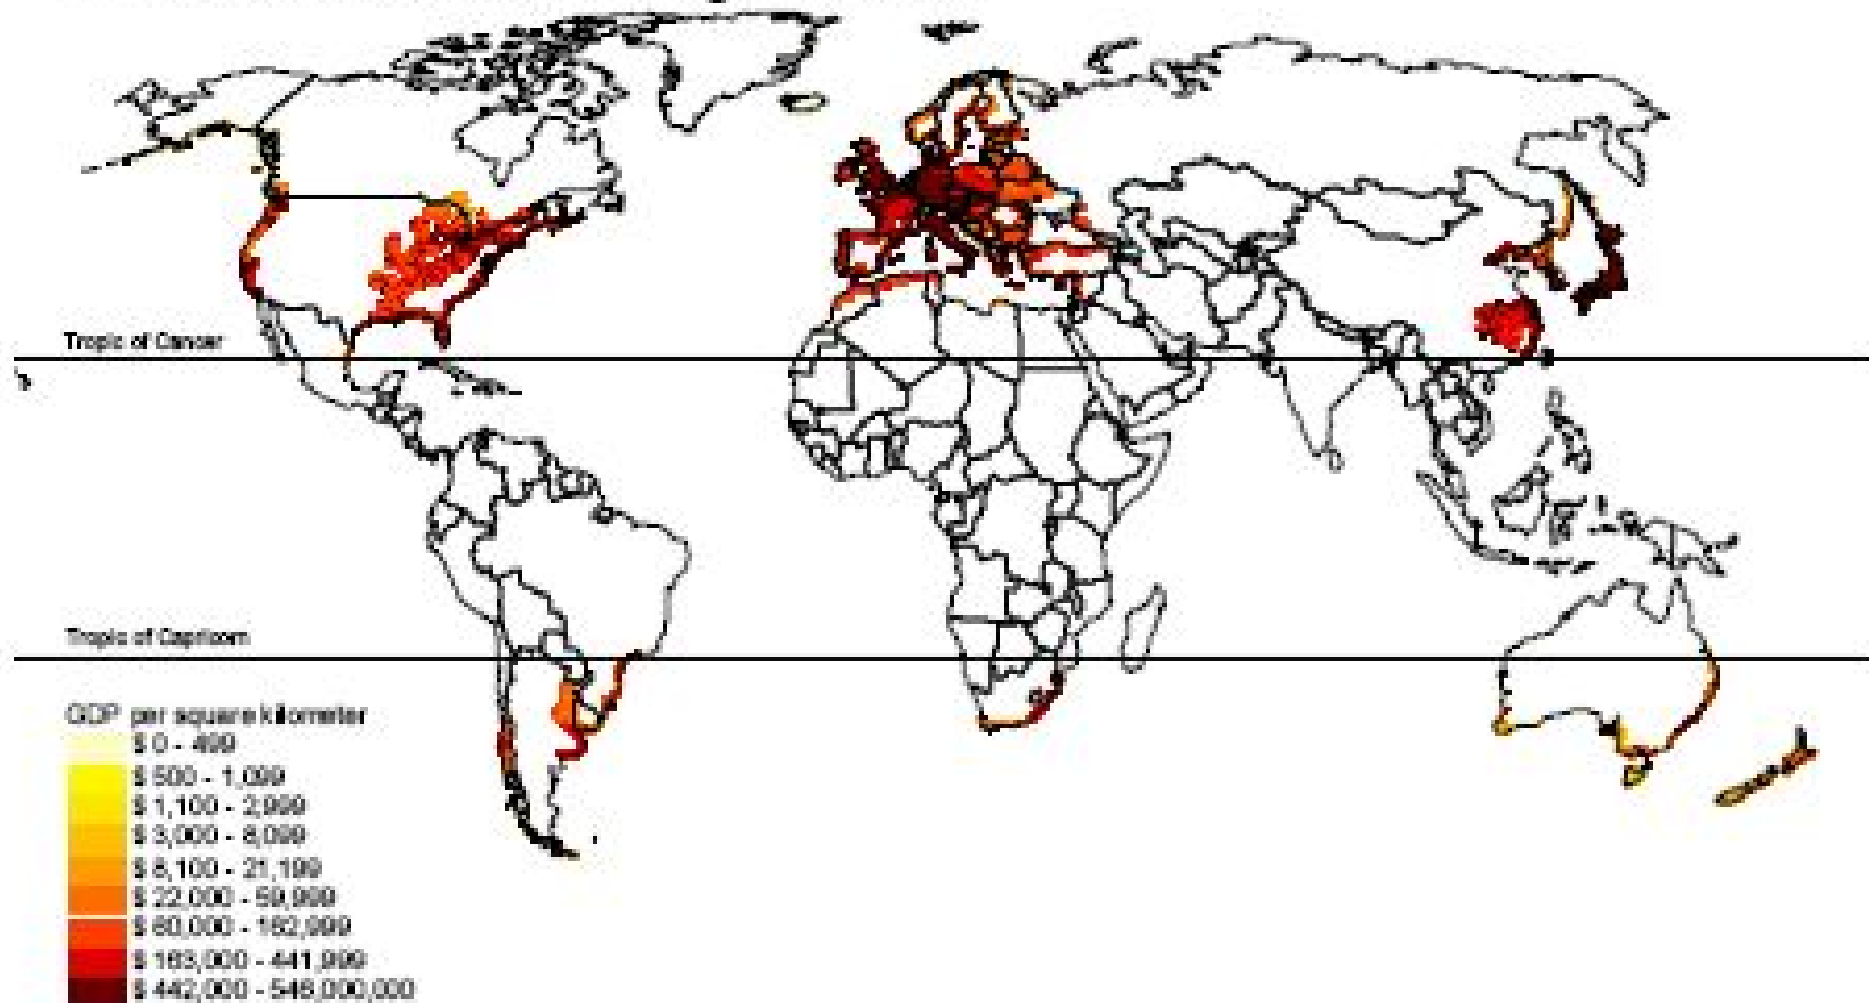 Tropic of Cancer
Tropic of Capricorn
GDP per square kilometer
$ 0 - 499
$ 500 - 1,099
$ 1,100 - 2,999
$ 3,000 - 8,099
$ 8,100 - 21,199
$ 22,000 - 59,999
$ 60,000 - 162,999
$ 163,000 - 441,999
$ 442,000 - 546,000,000